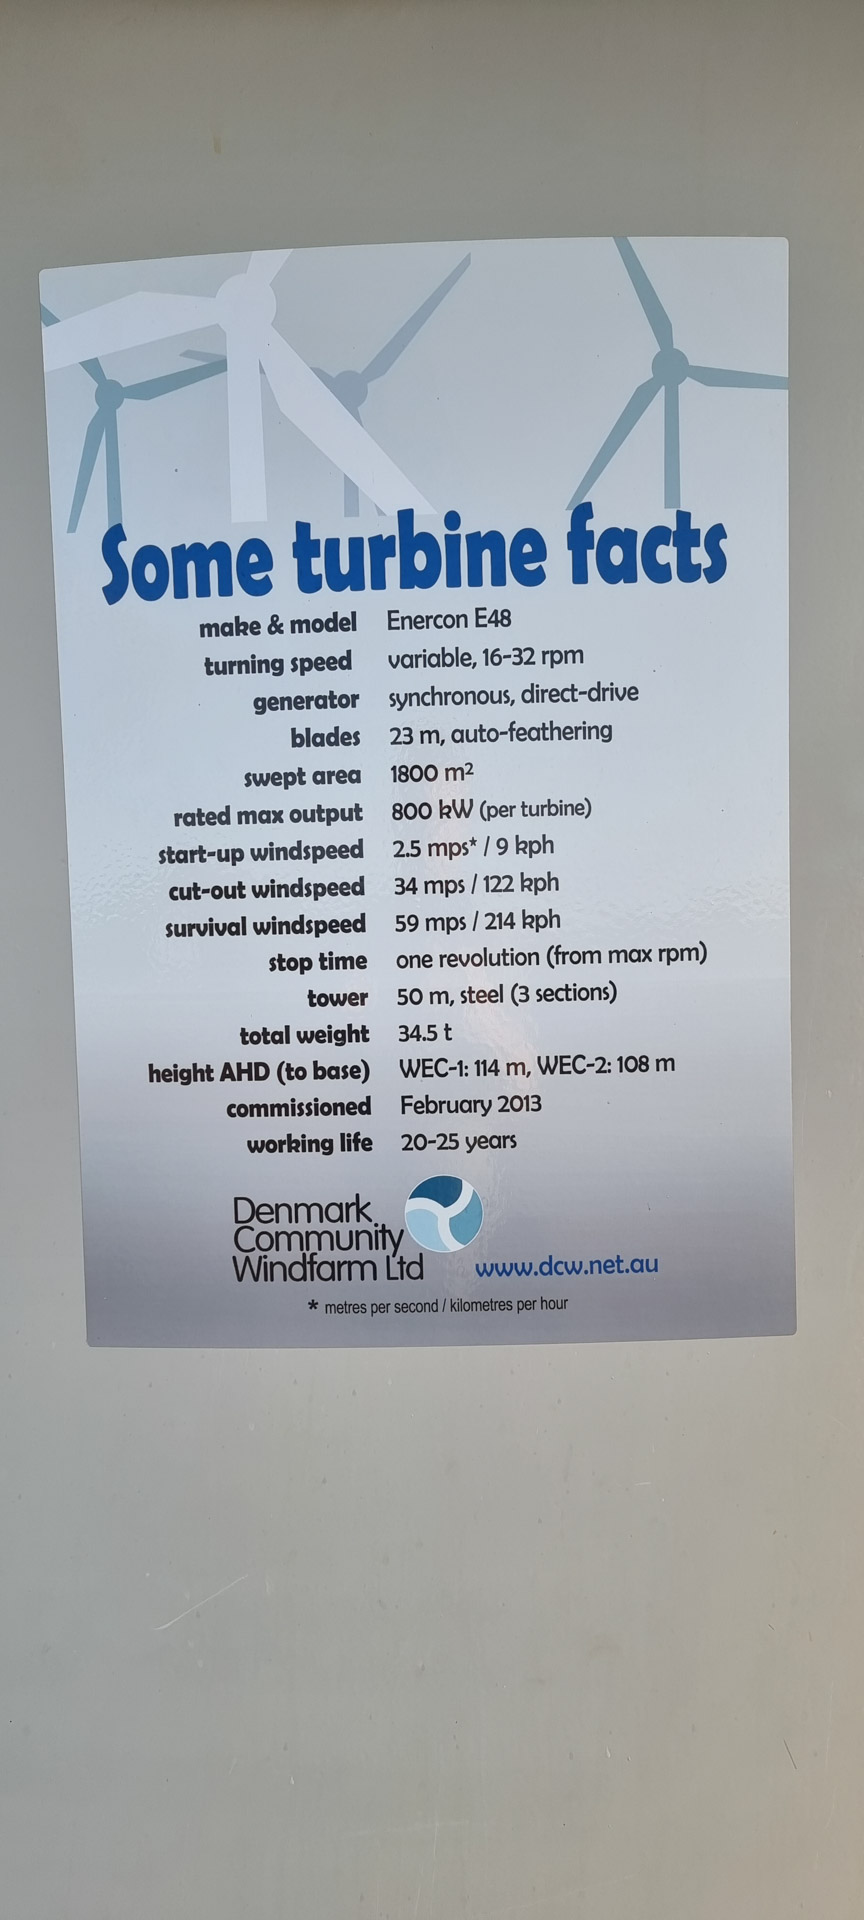 Some turbine facts
make & model Enercon E48
turning speed variable, 16-32 rpm
generator synchronous, direct-drive
blades 23 m, auto-feathering
swept area 1800 m²
rated max output 800 kW (per turbine)
start-up windspeed 2.5 mps* / 9 kph
cut-out windspeed 34 mps / 122 kph
survival windspeed 59 mps / 214 kph
stop time one revolution (from max rpm)
tower 50 m, steel (3 sections)
total weight 34.5 t
height AHD (to base) WEC-1: 114 m, WEC-2: 108 m
commissioned February 2013
working life 20-25 years
Denmark
Community
Windfarm Ltd www.dcw.net.au
* metres per second / kilometres per hour